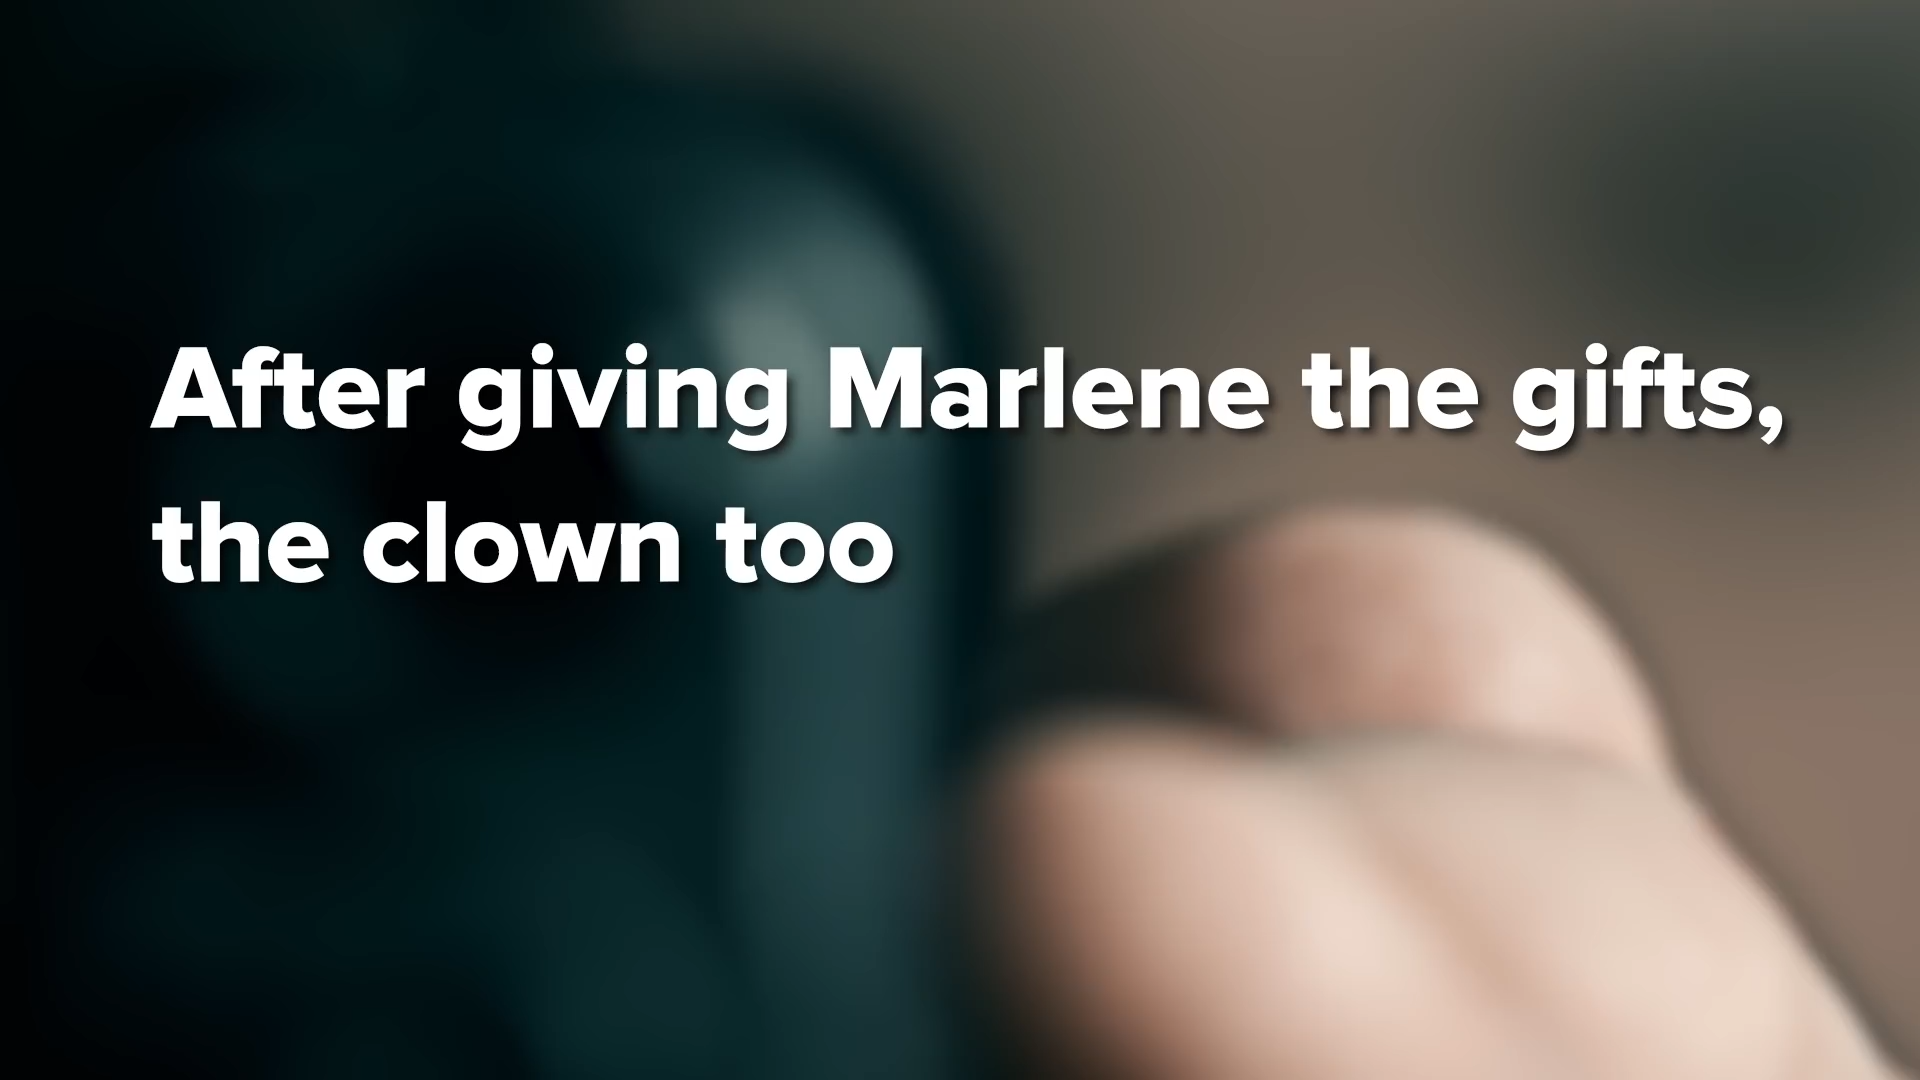 After giving Marlene the gifts,
the clown too